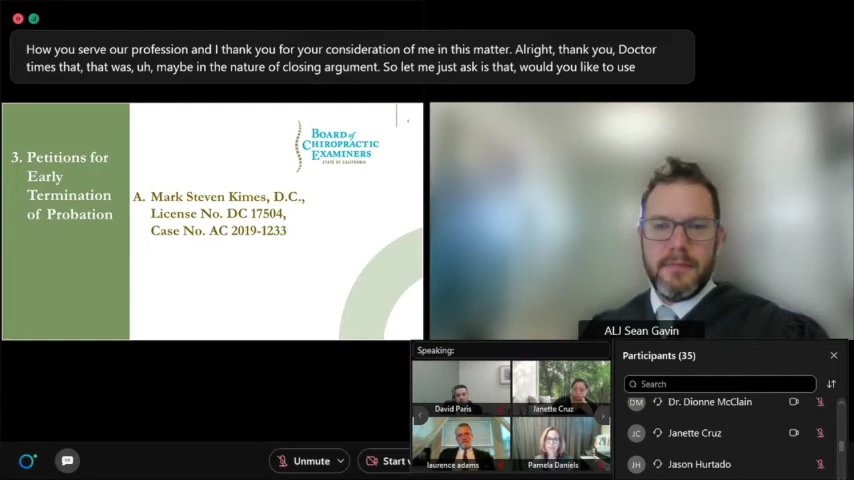 How you serve our profession and I thank you for your consideration of me in this matter. Alright, thank you, Doctor
times that, that was, uh, maybe in the nature of closing argument. So let me just ask is that, would you like to use
3. Petitions for
Early
Termination
of Probation
BOARD of
CHIROPRACTIC
EXAMINERS
STATE OF CALIFORNIA
A. Mark Steven Kimes, D.C.,
License No. DC 17504,
Case No. AC 2019-1233
ALJ Sean Gavin
Speaking:
David Paris
Janette Cruz
laurence adams
Pamela Daniels
Participants (35)
Search
DM Dr. Dionne McClain
JC Janette Cruz
JH Jason Hurtado
Unmute
Start v